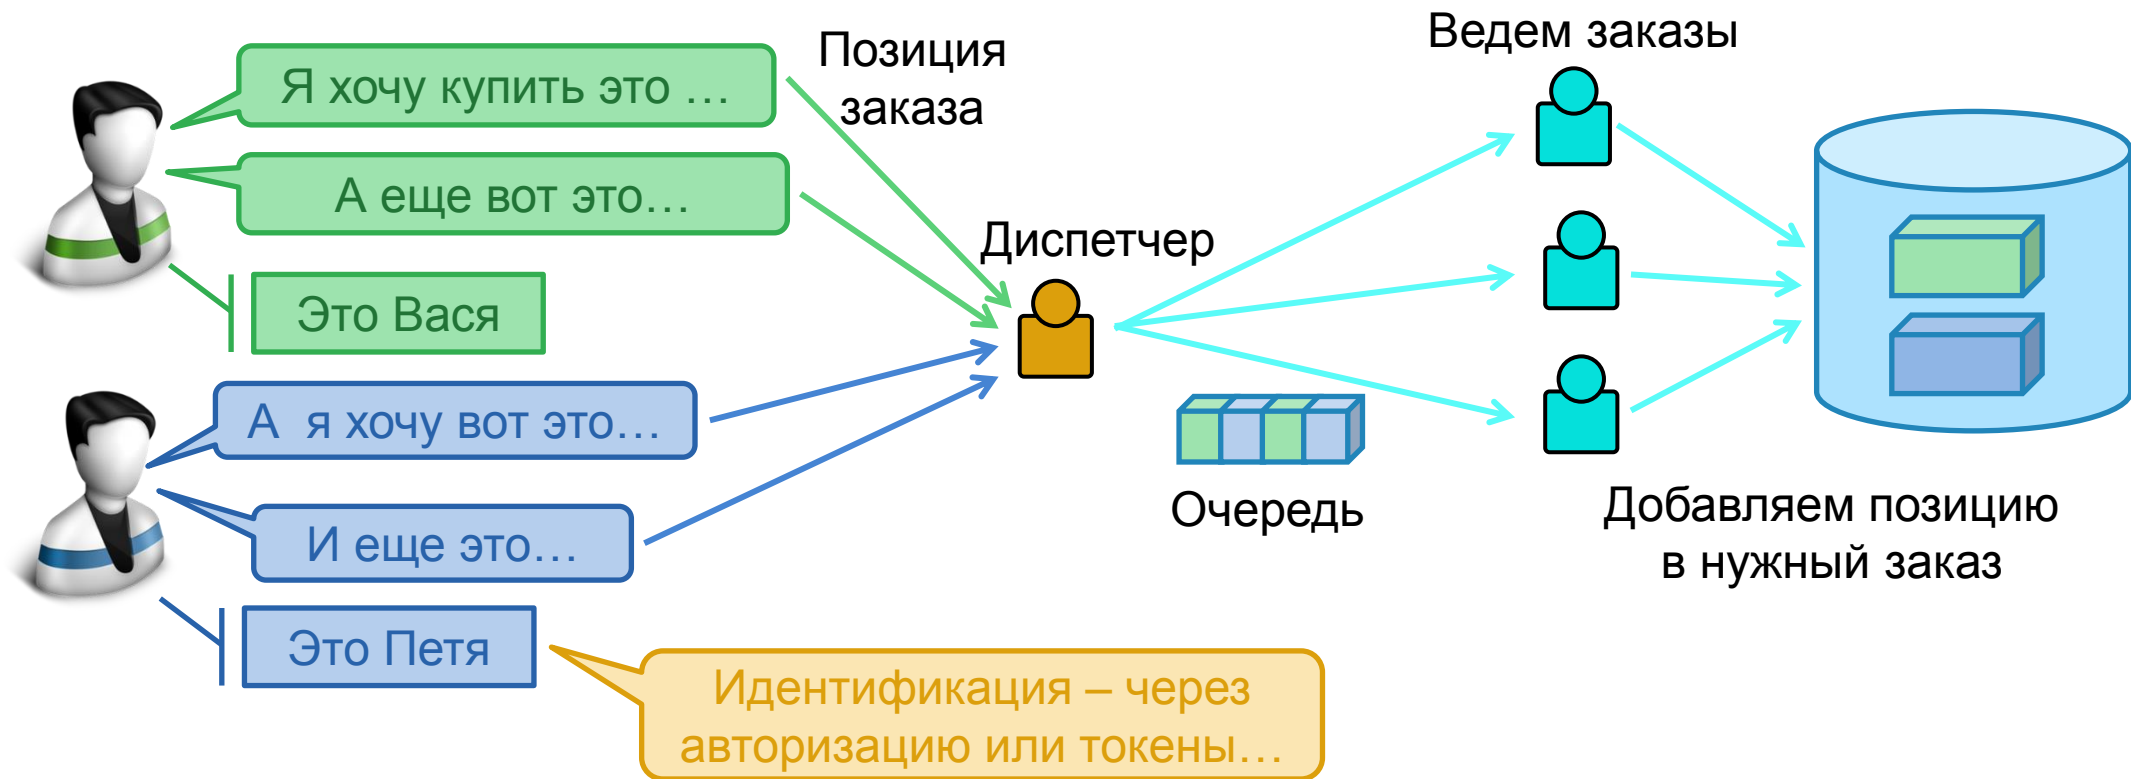 Я хочу купить это …
А еще вот это…
Это Вася
А  я хочу вот это…
И еще это…
Это Петя
Идентификация – через
авторизацию или токены…
Позиция
заказа
Диспетчер
Очередь
Ведем заказы
Добавляем позицию
в нужный заказ